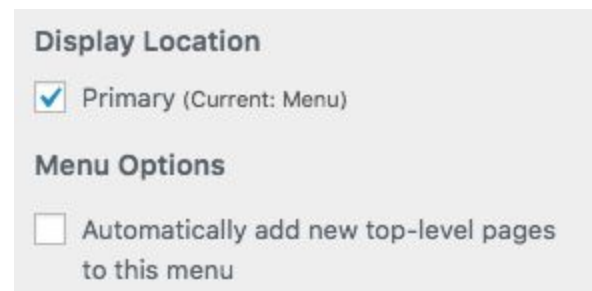 Display Location
Primary (Current: Menu)
Menu Options
Automatically add new top-level pages
to this menu